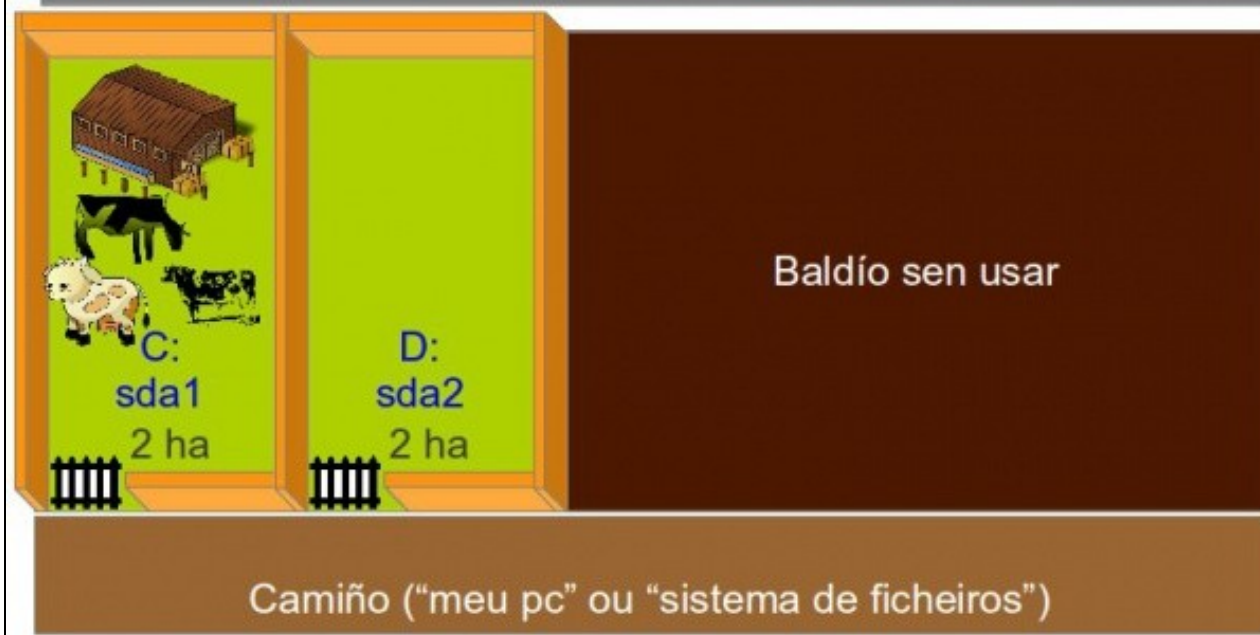 Baldío sen usar
C:
sda1
2 ha
D:
sda2
2 ha
Camiño (“meu pc” ou “sistema de ficheiros”)